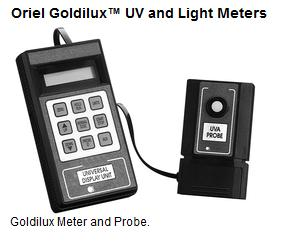 Oriel Goldilux™ UV and Light Meters
UVA
PROBE
UNIVERSAL
DISPLAY UNIT
Goldilux Meter and Probe.